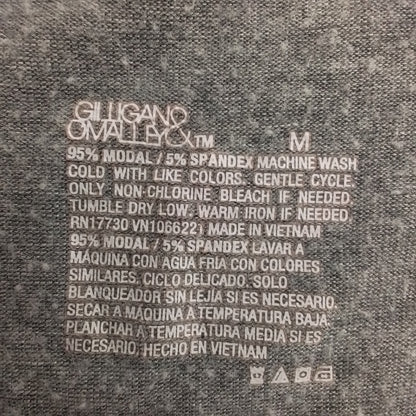 GILLIGAN &
O'MALLEY & TM M
95% MODAL / 5% SPANDEX MACHINE WASH
COLD WITH LIKE COLORS. GENTLE CYCLE.
ONLY NON-CHLORINE BLEACH IF NEEDED.
TUMBLE DRY LOW. WARM IRON IF NEEDED.
RN17730 VN1066221 MADE IN VIETNAM
95% MODAL / 5% SPANDEX LAVAR A
MÁQUINA CON AGUA FRIA CON COLORES
SIMILARES. CICLO DELICADO. SOLO
BLANQUEADOR SIN LEJÍA SI ES NECESARIO.
SECAR A MÁQUINA A TEMPERATURA BAJA.
PLANCHAR A TEMPERATURA MEDIA SI ES
NECESARIO. HECHO EN VIETNAM